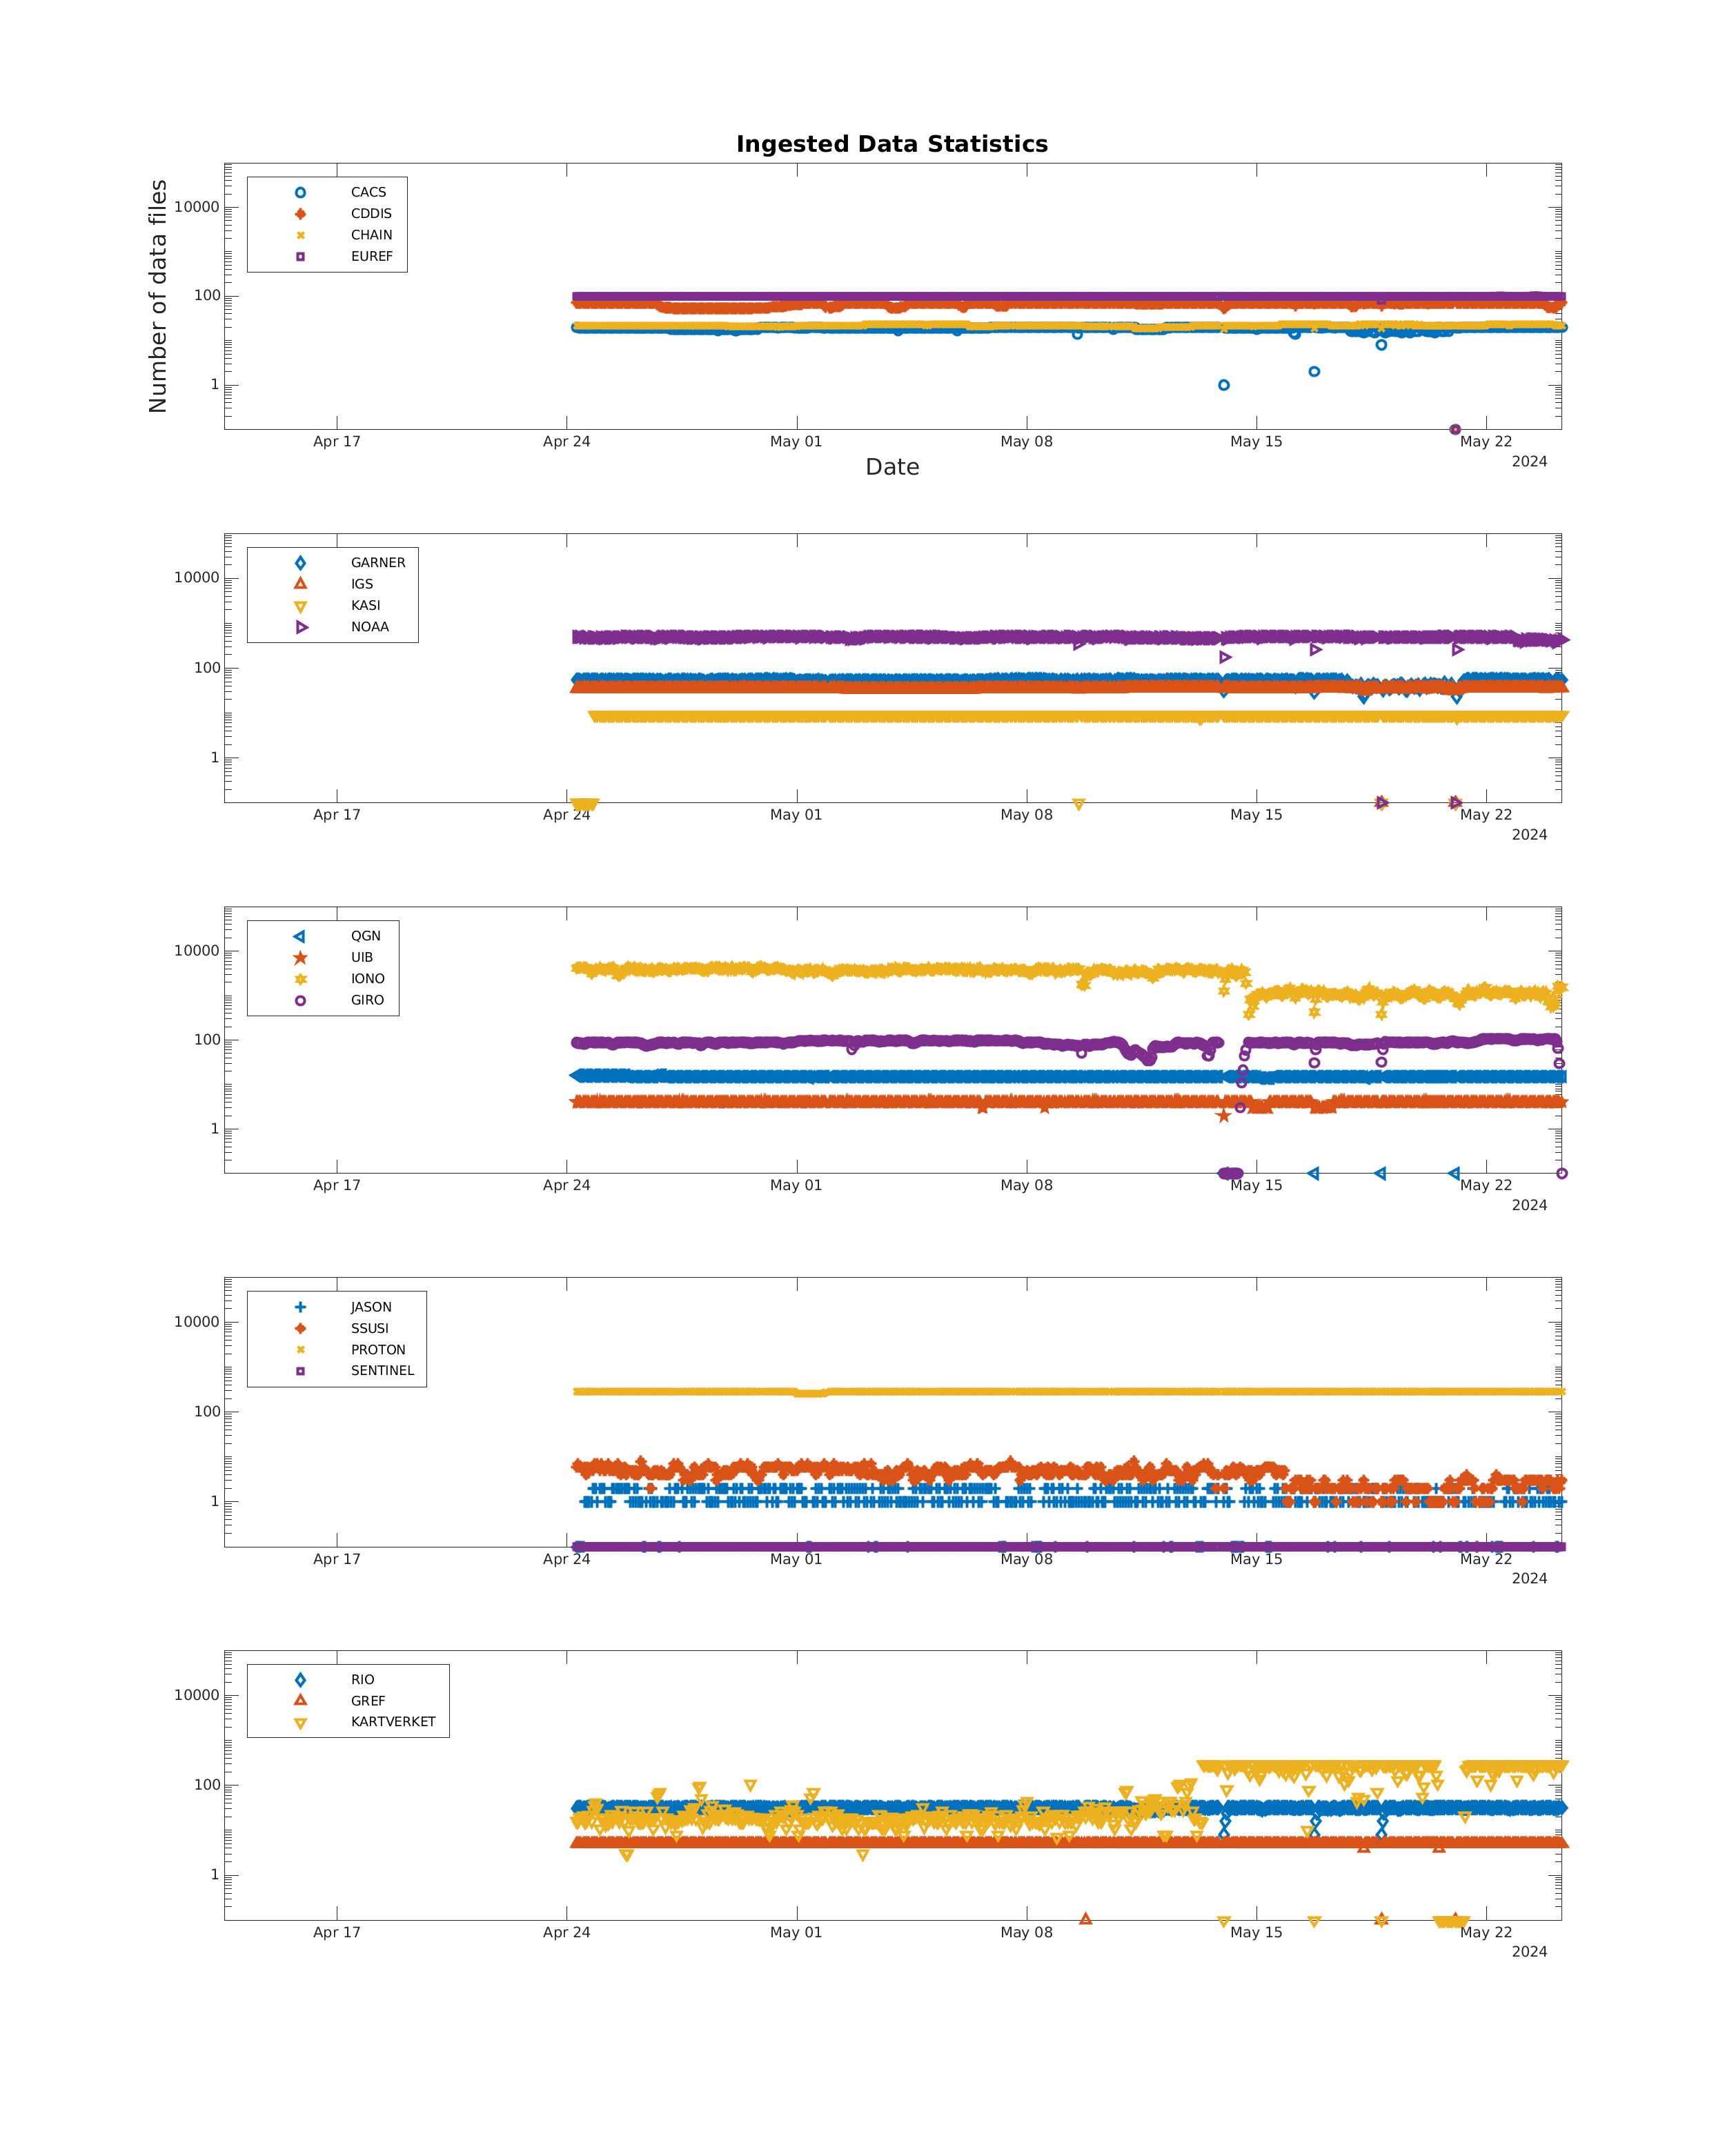 Ingested Data Statistics
Number of data files
CACS
CDDIS
CHAIN
EUREF
10000
100
1
Apr 17 Apr 24 May 01 May 08 May 15 May 22
2024
Date
GARNER
IGS
KASI
NOAA
10000
100
1
Apr 17 Apr 24 May 01 May 08 May 15 May 22
2024
QGN
UIB
IONO
GIRO
10000
100
1
Apr 17 Apr 24 May 01 May 08 May 15 May 22
2024
JASON
SSUSI
PROTON
SENTINEL
10000
100
1
Apr 17 Apr 24 May 01 May 08 May 15 May 22
2024
RIO
GREF
KARTVERKET
10000
100
1
Apr 17 Apr 24 May 01 May 08 May 15 May 22
2024